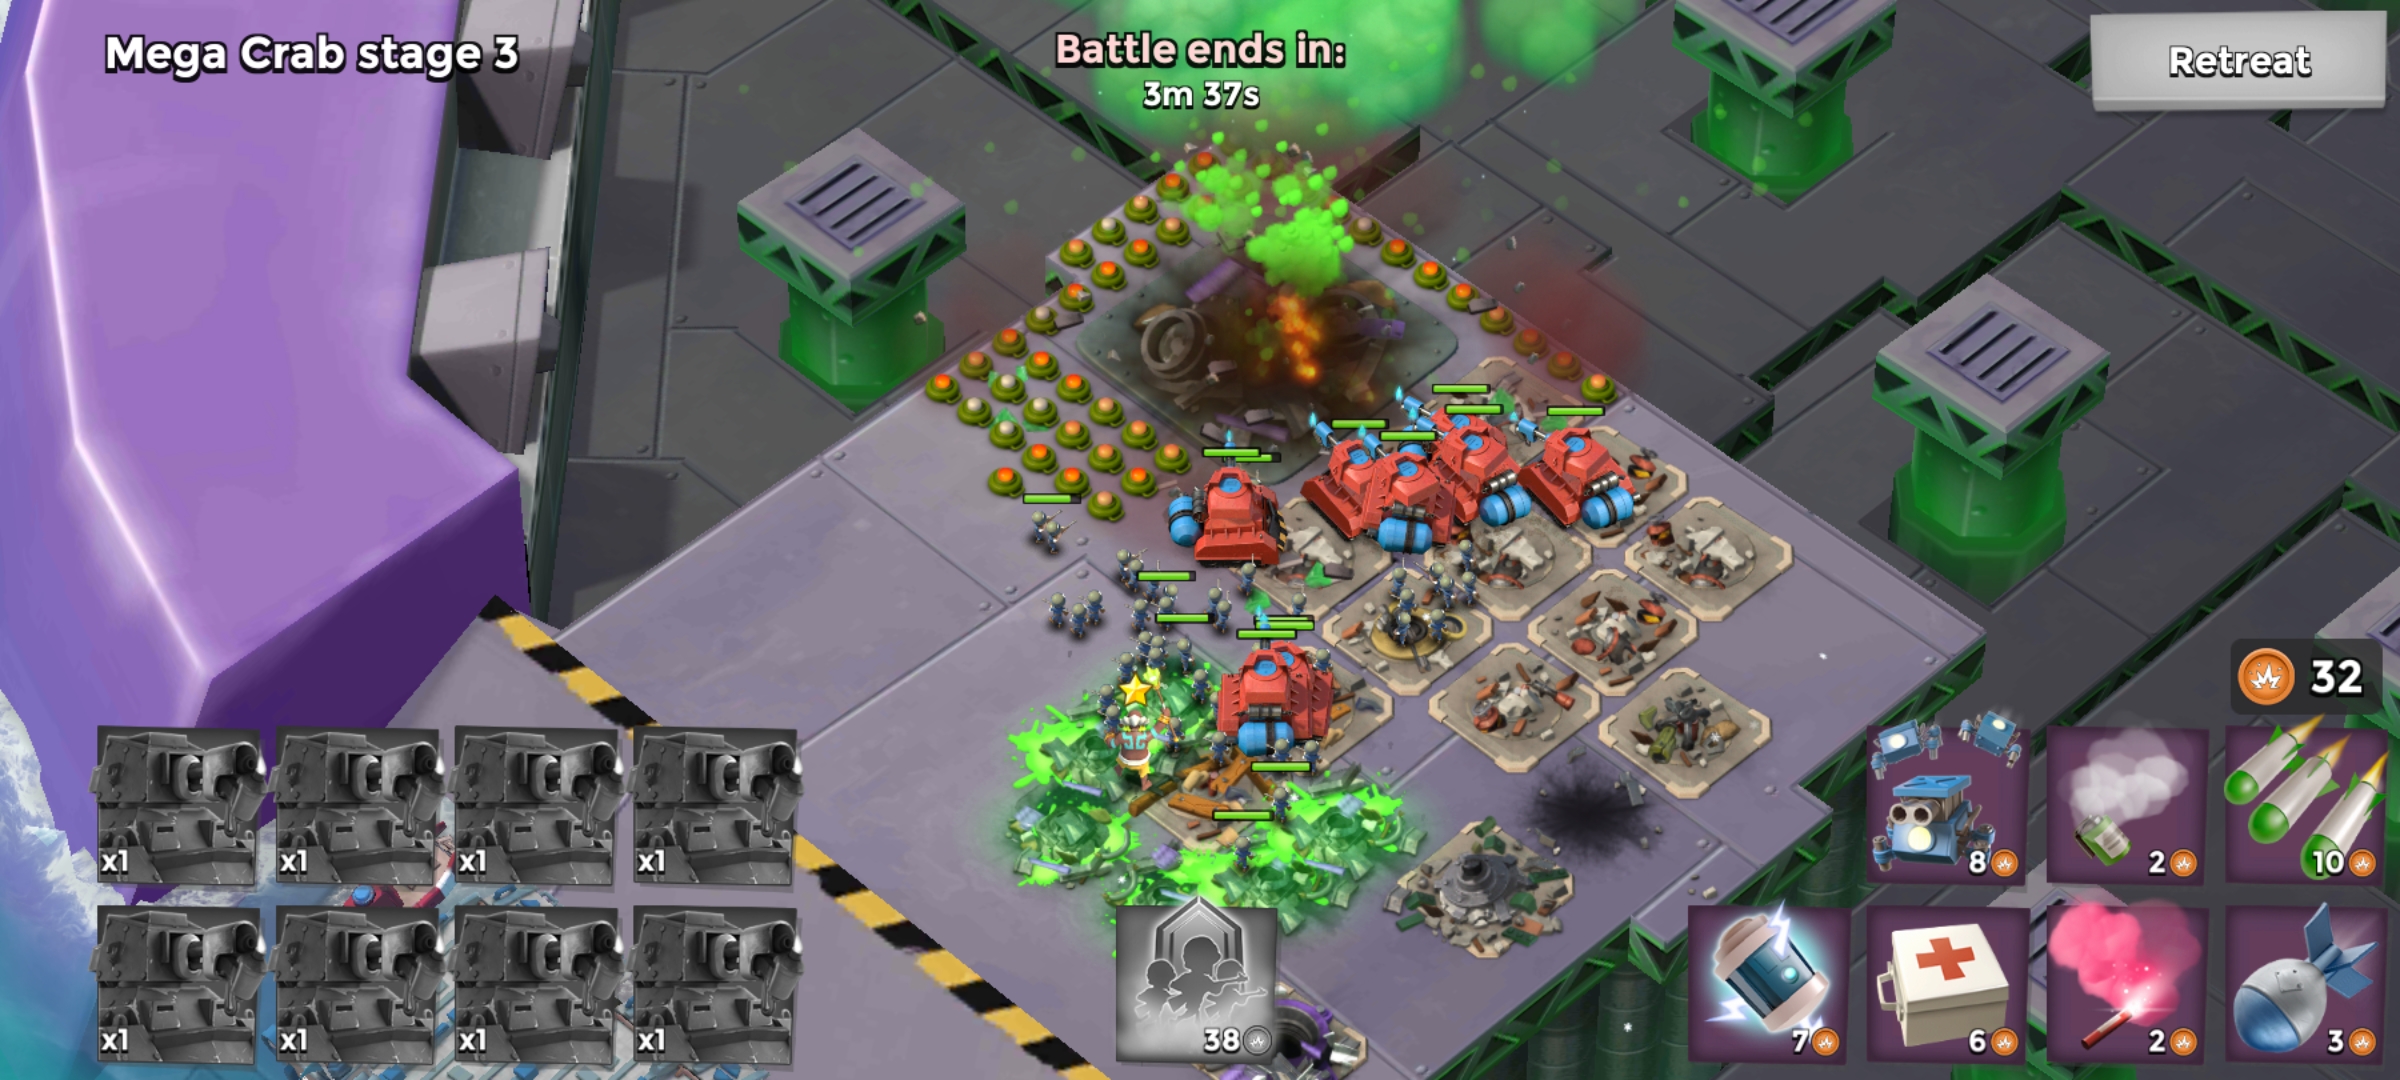 Mega Crab stage 3
Battle ends in:
3m 37s
Retreat
32
8
2
10
x1
x1
x1
x1
38
7
6
2
3
x1
x1
x1
x1